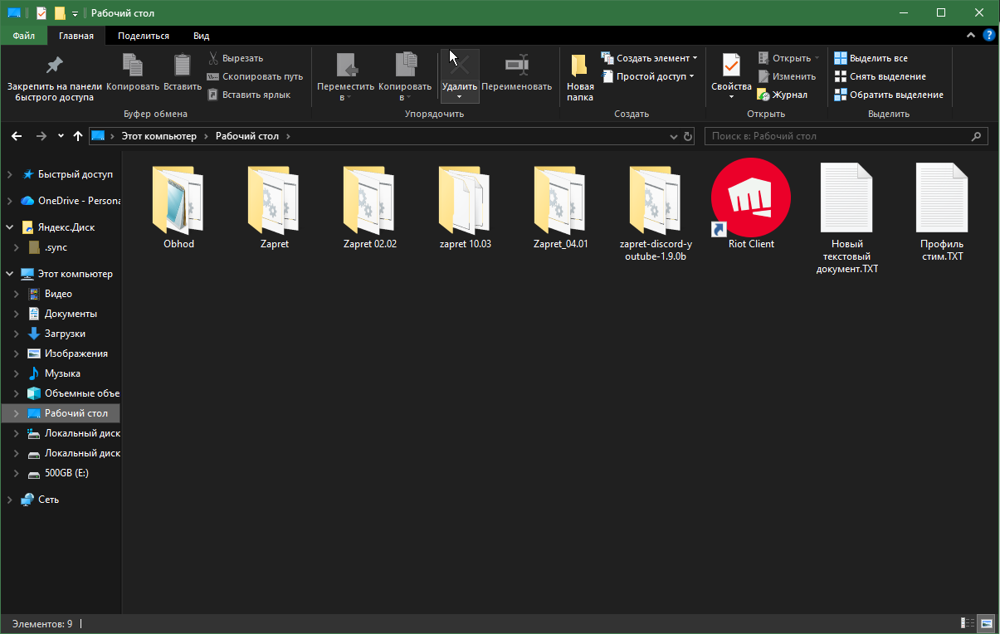 Рабочий стол
Файл
Главная
Поделиться
Вид
Закрепить на панели
быстрого доступа
Копировать
Вставить
Вырезать
Скопировать путь
Вставить ярлык
Буфер обмена
Переместить
в
Копировать
в
Удалить
Переименовать
Упорядочить
Новая
папка
Создать элемент
Простой доступ
Создать
Свойства
Открыть
Изменить
Журнал
Открыть
Выделить все
Снять выделение
Обратить выделение
Выделить
Этот компьютер
Рабочий стол
Поиск в: Рабочий стол
Быстрый доступ
OneDrive - Persona
Яндекс.Диск
.sync
Этот компьютер
Видео
Документы
Загрузки
Изображения
Музыка
Объемные объе
Рабочий стол
Локальный диск
Локальный диск
500GB (E:)
Сеть
Obhod
Zapret
Zapret 02.02
zapret 10.03
Zapret_04.01
zapret-discord-y
outube-1.9.0b
Riot Client
Новый
текстовый
документ.TXT
Профиль
стим.TXT
Элементов: 9